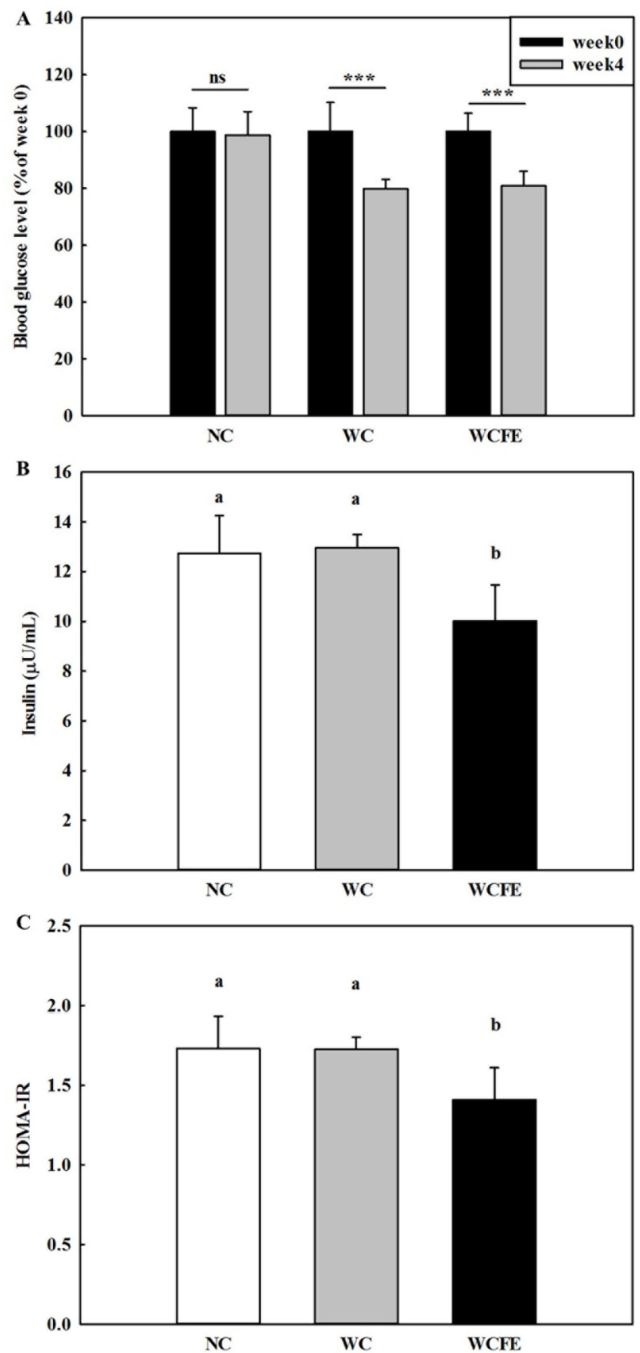 A
Blood glucose level (% of week 0)
140
120
100
80
60
40
20
0
week0
week4
ns
***
***
NC WC WCFE
B
Insulin (μU/mL)
16
14
12
10
8
6
4
2
0
a a b
NC WC WCFE
C
HOMA-IR
2.5
2.0
1.5
1.0
0.5
0.0
a a b
NC WC WCFE